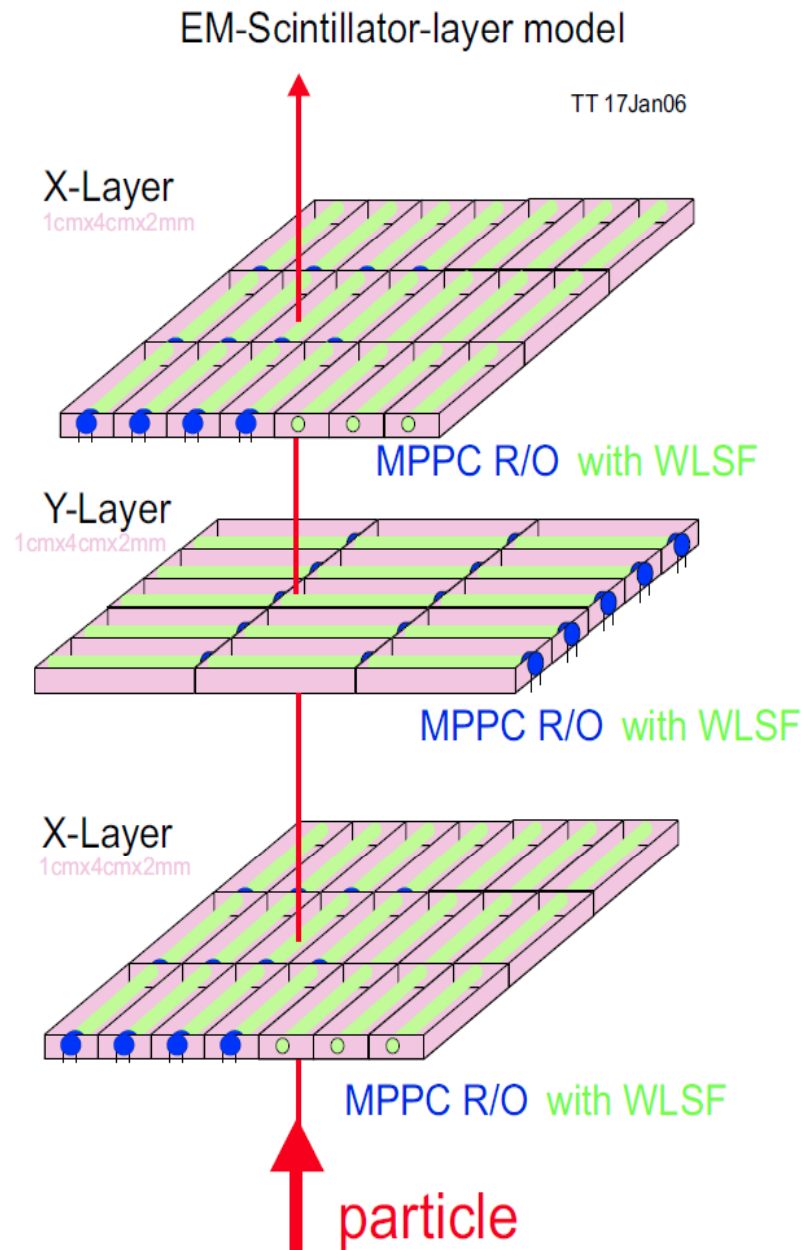 EM-Scintillator-layer model
TT 17Jan06
X-Layer
1cmx4cmx2mm
MPPC R/O with WLSF
Y-Layer
1cmx4cmx2mm
MPPC R/O with WLSF
X-Layer
1cmx4cmx2mm
MPPC R/O with WLSF
particle